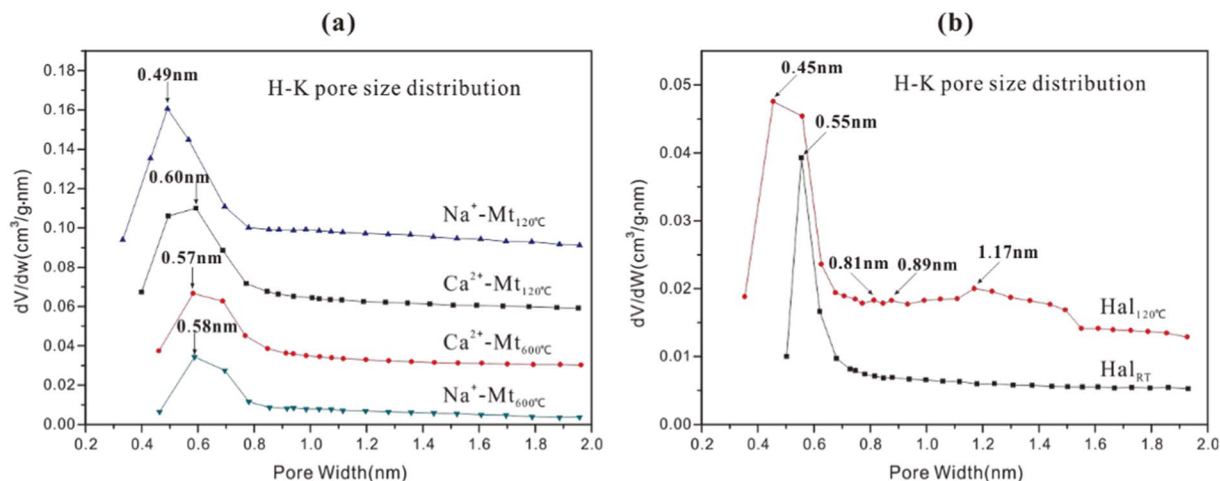 (a)
H-K pore size distribution
0.49nm
0.60nm
0.57nm
0.58nm
Na⁺-Mt₁₂₀℃
Ca²⁺-Mt₁₂₀℃
Ca²⁺-Mt₆₀₀℃
Na⁺-Mt₆₀₀℃
dV/dw(cm³/g·nm)
0.18
0.16
0.14
0.12
0.10
0.08
0.06
0.04
0.02
0.00
0.2 0.4 0.6 0.8 1.0 1.2 1.4 1.6 1.8 2.0
Pore Width(nm)
(b)
H-K pore size distribution
0.45nm
0.55nm
0.81nm
0.89nm
1.17nm
Hal₁₂₀℃
Hal_RT
dV/dW(cm³/g·nm)
0.05
0.04
0.03
0.02
0.01
0.00
0.2 0.4 0.6 0.8 1.0 1.2 1.4 1.6 1.8 2.0
Pore Width(nm)